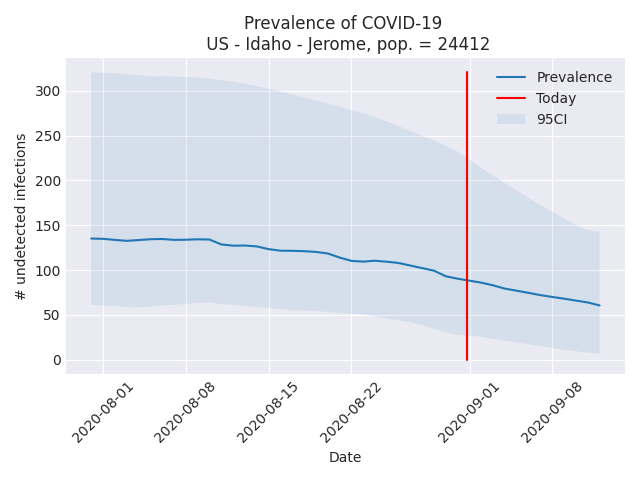 Prevalence of COVID-19
US - Idaho - Jerome, pop. = 24412
Prevalence
Today
95CI
300
250
200
150
100
50
0
# undetected infections
2020-08-01
2020-08-08
2020-08-15
2020-08-22
2020-09-01
2020-09-08
Date